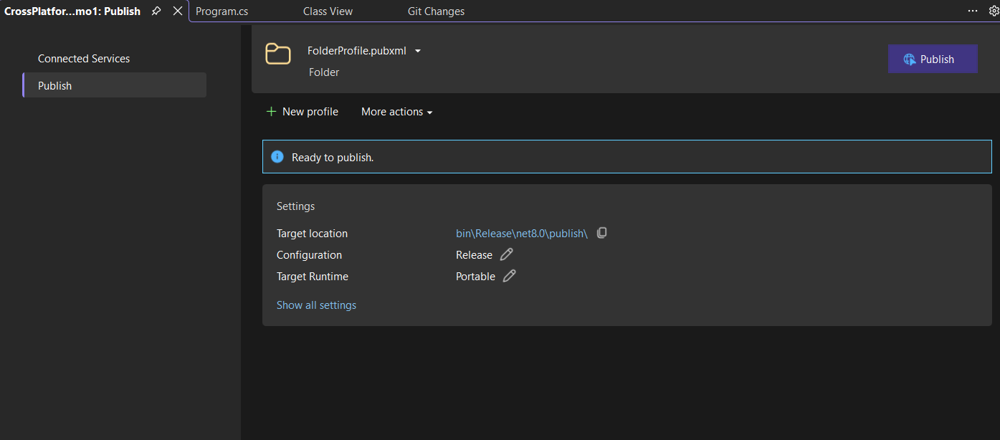 CrossPlatfor...mo1: Publish
Program.cs
Class View
Git Changes
Connected Services
Publish
FolderProfile.pubxml
Folder
Publish
New profile
More actions
Ready to publish.
Settings
Target location bin\Release\net8.0\publish\
Configuration Release
Target Runtime Portable
Show all settings